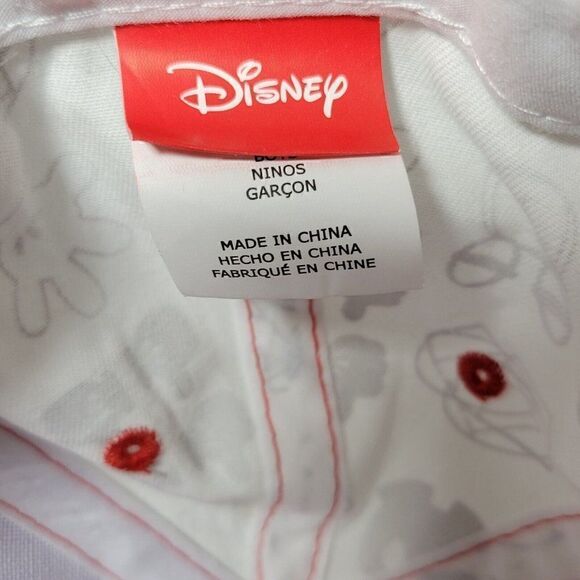 Disney
NINOS
GARÇON
MADE IN CHINA
HECHO EN CHINA
FABRIQUÉ EN CHINE